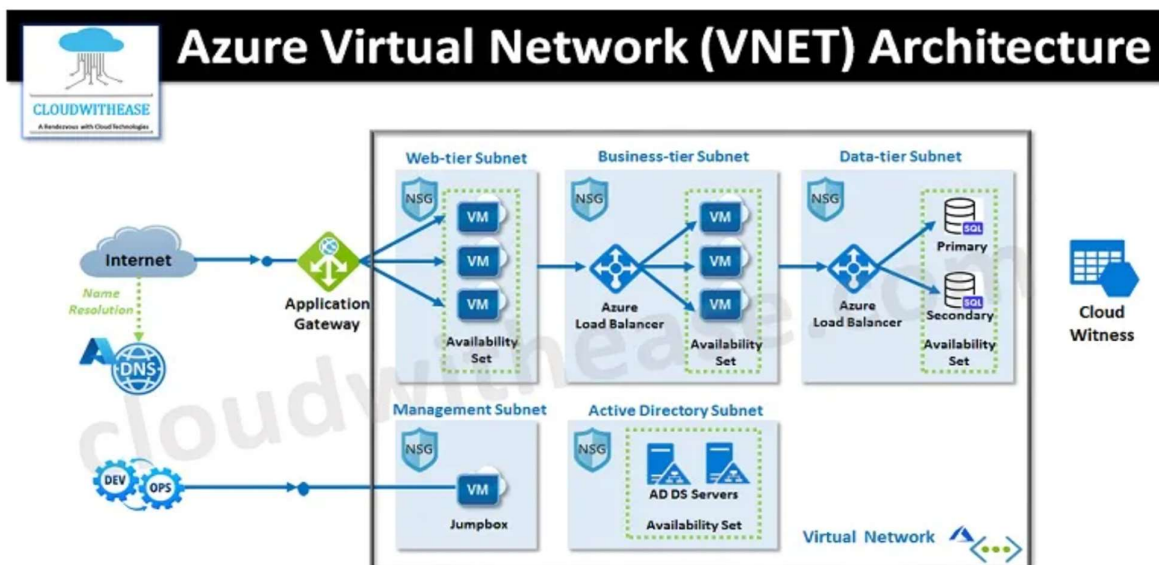 Azure Virtual Network (VNET) Architecture
CLOUDWITHEASE
A Rendezvous with Cloud Technologies
Web-tier Subnet
Business-tier Subnet
Data-tier Subnet
NSG
NSG
NSG
VM
VM
VM
VM
VM
VM
SQL
Primary
SQL
Secondary
Internet
Name
Resolution
DNS
Application
Gateway
Availability
Set
Azure
Load Balancer
Availability
Set
Azure
Load Balancer
Availability
Set
Cloud
Witness
cloudwithease.com
Management Subnet
Active Directory Subnet
NSG
NSG
DEV
OPS
VM
Jumpbox
AD DS Servers
Availability Set
Virtual Network